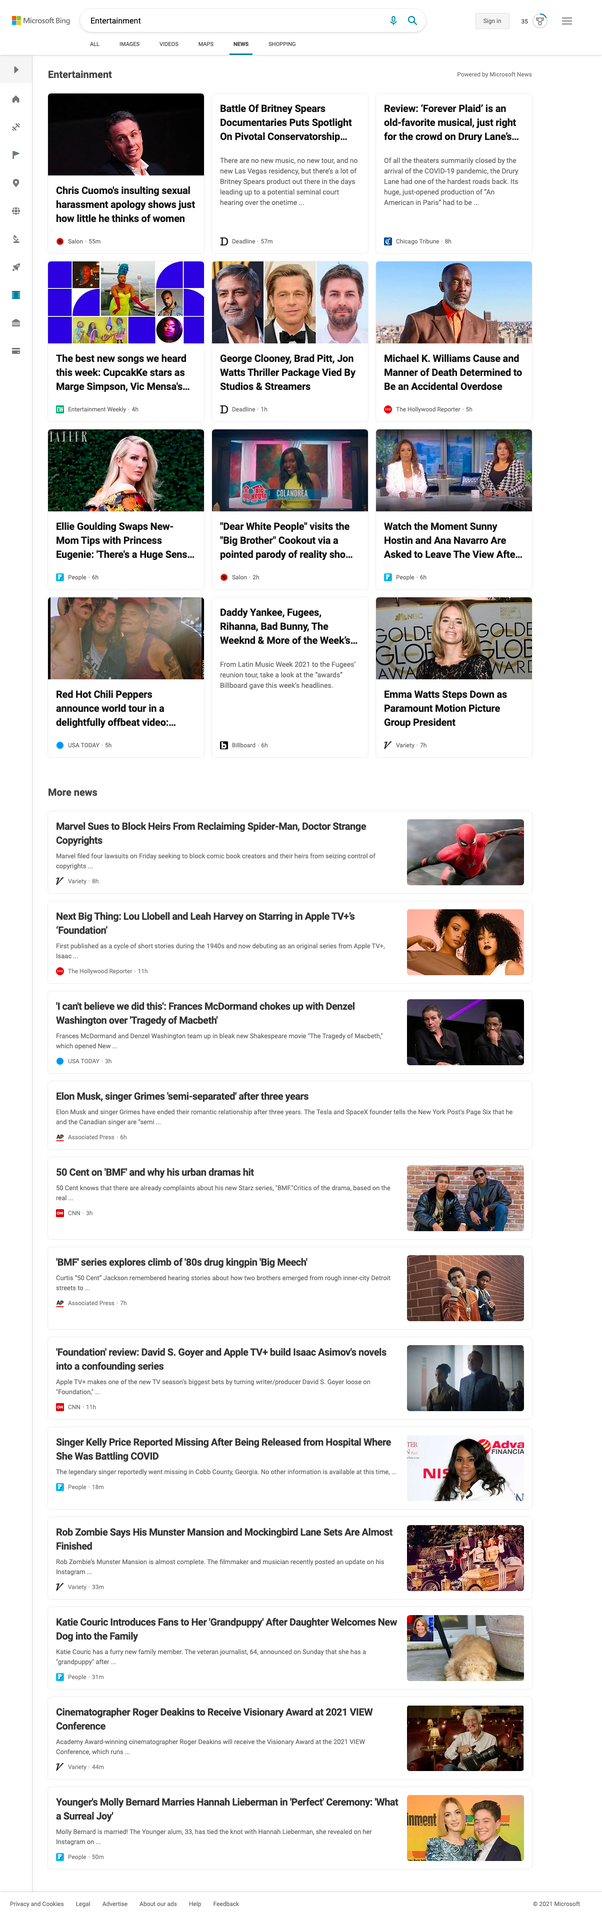 Microsoft Bing
Entertainment
Sign in
35
ALL
IMAGES
VIDEOS
MAPS
NEWS
SHOPPING
Entertainment
Powered by Microsoft News
Chris Cuomo's insulting sexual
harassment apology shows just
how little he thinks of women
Salon · 55m
Battle Of Britney Spears
Documentaries Puts Spotlight
On Pivotal Conservatorship...
There are no new music, no new tour, and no
new Las Vegas residency, but there's a lot of
Britney Spears product out there in the days
leading up to a potential seminal court
hearing over the onetime ...
Deadline · 57m
Review: 'Forever Plaid' is an
old-favorite musical, just right
for the crowd on Drury Lane's...
Of all the theaters summarily closed by the
arrival of the COVID-19 pandemic, the Drury
Lane had one of the hardest roads back. Its
huge, just-opened production of "An
American in Paris" had to be ...
Chicago Tribune · 8h
The best new songs we heard
this week: CupcakKe stars as
Marge Simpson, Vic Mensa's...
Entertainment Weekly · 4h
George Clooney, Brad Pitt, Jon
Watts Thriller Package Vied By
Studios & Streamers
Deadline · 1h
Michael K. Williams Cause and
Manner of Death Determined to
Be an Accidental Overdose
The Hollywood Reporter · 5h
TATLER
COLANDREA
Ellie Goulding Swaps New-
Mom Tips with Princess
Eugenie: 'There's a Huge Sens...
People · 6h
"Dear White People" visits the
"Big Brother" Cookout via a
pointed parody of reality sho...
Salon · 2h
Watch the Moment Sunny
Hostin and Ana Navarro Are
Asked to Leave The View Afte...
People · 6h
Red Hot Chili Peppers
announce world tour in a
delightfully offbeat video:...
USA TODAY · 5h
Daddy Yankee, Fugees,
Rihanna, Bad Bunny, The
Weeknd & More of the Week's...
From Latin Music Week 2021 to the Fugees'
reunion tour, take a look at the "awards"
Billboard gave this week's headlines.
Billboard · 6h
Emma Watts Steps Down as
Paramount Motion Picture
Group President
Variety · 7h
More news
Marvel Sues to Block Heirs From Reclaiming Spider-Man, Doctor Strange
Copyrights
Marvel filed four lawsuits on Friday seeking to block comic book creators and their heirs from seizing control of
copyrights ...
Variety · 8h
Next Big Thing: Lou Llobell and Leah Harvey on Starring in Apple TV+'s
'Foundation'
First published as a cycle of short stories during the 1940s and now debuting as an original series from Apple TV+,
Isaac ...
The Hollywood Reporter · 11h
'I can't believe we did this': Frances McDormand chokes up with Denzel
Washington over 'Tragedy of Macbeth'
Frances McDormand and Denzel Washington team up in bleak new Shakespeare movie "The Tragedy of Macbeth,"
which opened New ...
USA TODAY · 3h
Elon Musk, singer Grimes 'semi-separated' after three years
Elon Musk and singer Grimes have ended their romantic relationship after three years. The Tesla and SpaceX founder tells the New York Post's Page Six that he
and the Canadian singer are "semi ...
AP Associated Press · 6h
50 Cent on 'BMF' and why his urban dramas hit
50 Cent knows that there are already complaints about his new Starz series, "BMF."Critics of the drama, based on the
real ...
CNN · 3h
'BMF' series explores climb of '80s drug kingpin 'Big Meech'
Curtis "50 Cent" Jackson remembered hearing stories about how two brothers emerged from rough inner-city Detroit
streets to ...
AP Associated Press · 7h
'Foundation' review: David S. Goyer and Apple TV+ build Isaac Asimov's novels
into a confounding series
Apple TV+ makes one of the new TV season's biggest bets by turning writer/producer David S. Goyer loose on
"Foundation," ...
CNN · 11h
Singer Kelly Price Reported Missing After Being Released from Hospital Where
She Was Battling COVID
The legendary singer reportedly went missing in Cobb County, Georgia. No other information is available at this time, ...
People · 18m
Rob Zombie Says His Munster Mansion and Mockingbird Lane Sets Are Almost
Finished
Rob Zombie's Munster Mansion is almost complete. The filmmaker and musician recently posted an update on his
Instagram ...
Variety · 33m
Katie Couric Introduces Fans to Her 'Grandpuppy' After Daughter Welcomes New
Dog into the Family
Katie Couric has a furry new family member. The veteran journalist, 64, announced on Sunday that she has a
"grandpuppy" after ...
People · 31m
Cinematographer Roger Deakins to Receive Visionary Award at 2021 VIEW
Conference
Academy Award-winning cinematographer Roger Deakins will receive the Visionary Award at the 2021 VIEW
Conference, which runs ...
Variety · 44m
Younger's Molly Bernard Marries Hannah Lieberman in 'Perfect' Ceremony: 'What
a Surreal Joy'
Molly Bernard is married! The Younger alum, 33, has tied the knot with Hannah Lieberman, she revealed on her
Instagram on ...
People · 50m
Privacy and Cookies
Legal
Advertise
About our ads
Help
Feedback
© 2021 Microsoft